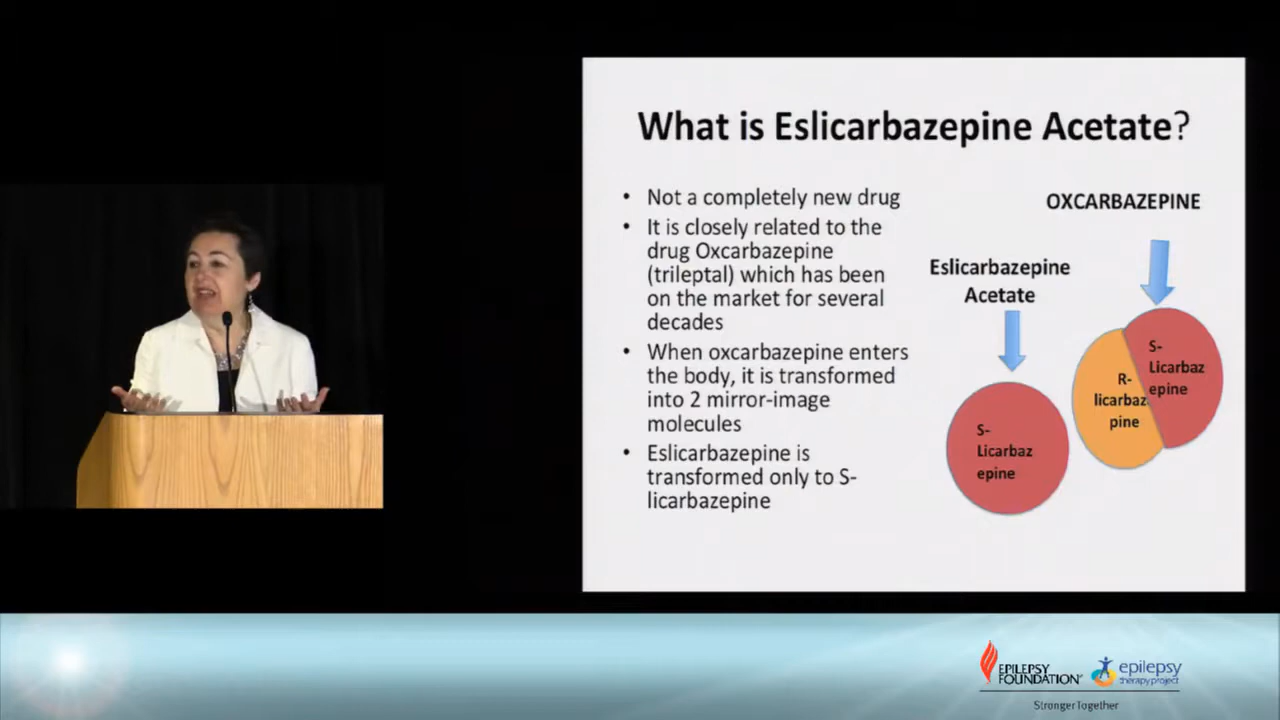 What is Eslicarbazepine Acetate?
• Not a completely new drug
• It is closely related to the
drug Oxcarbazepine
(trileptal) which has been
on the market for several
decades
• When oxcarbazepine enters
the body, it is transformed
into 2 mirror-image
molecules
• Eslicarbazepine is
transformed only to S-
licarbazepine
OXCARBAZEPINE
Eslicarbazepine
Acetate
S-
Licarbaz
epine
R-
licarbaz
pine
S-
Licarbaz
epine
EPILEPSY
FOUNDATION
epilepsy
therapy project
Stronger Together